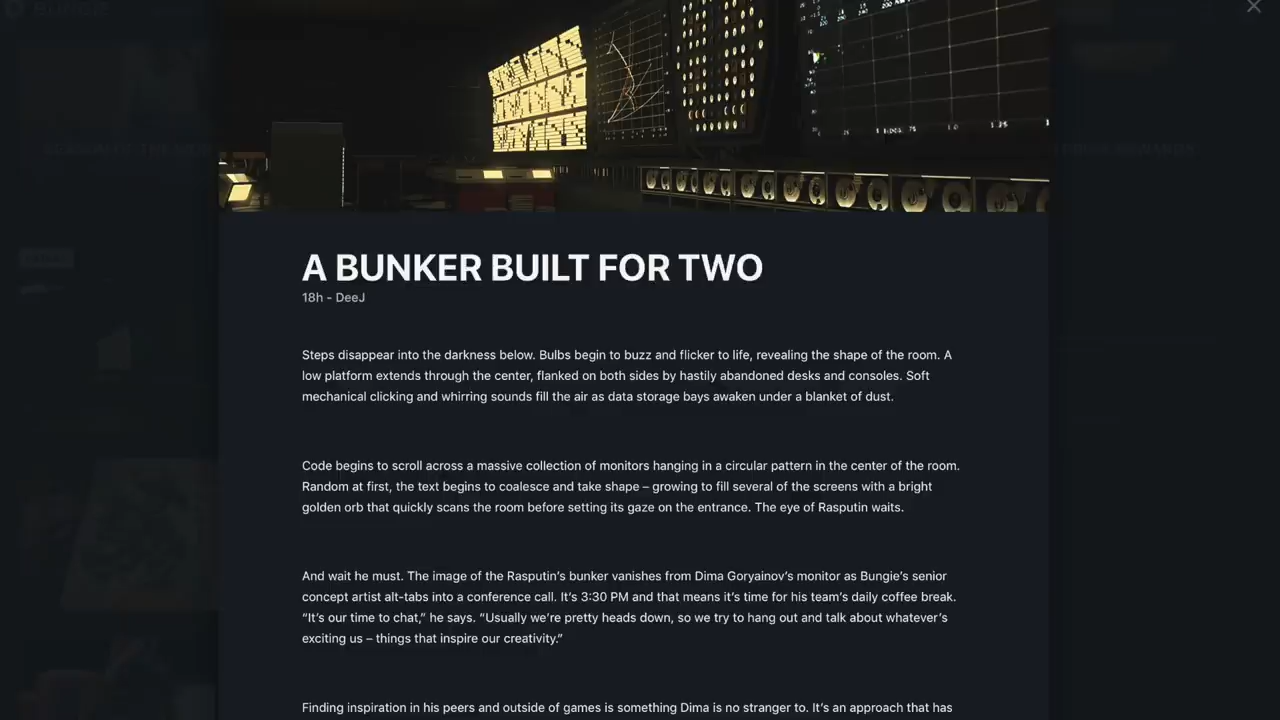 BUNGIE
A BUNKER BUILT FOR TWO
18h - DeeJ
Steps disappear into the darkness below. Bulbs begin to buzz and flicker to life, revealing the shape of the room. A
low platform extends through the center, flanked on both sides by hastily abandoned desks and consoles. Soft
mechanical clicking and whirring sounds fill the air as data storage bays awaken under a blanket of dust.
Code begins to scroll across a massive collection of monitors hanging in a circular pattern in the center of the room.
Random at first, the text begins to coalesce and take shape – growing to fill several of the screens with a bright
golden orb that quickly scans the room before setting its gaze on the entrance. The eye of Rasputin waits.
And wait he must. The image of the Rasputin’s bunker vanishes from Dima Goryainov’s monitor as Bungie’s senior
concept artist alt-tabs into a conference call. It’s 3:30 PM and that means it’s time for his team’s daily coffee break.
“It’s our time to chat,” he says. “Usually we’re pretty heads down, so we try to hang out and talk about whatever’s
exciting us – things that inspire our creativity.”
Finding inspiration in his peers and outside of games is something Dima is no stranger to. It’s an approach that has